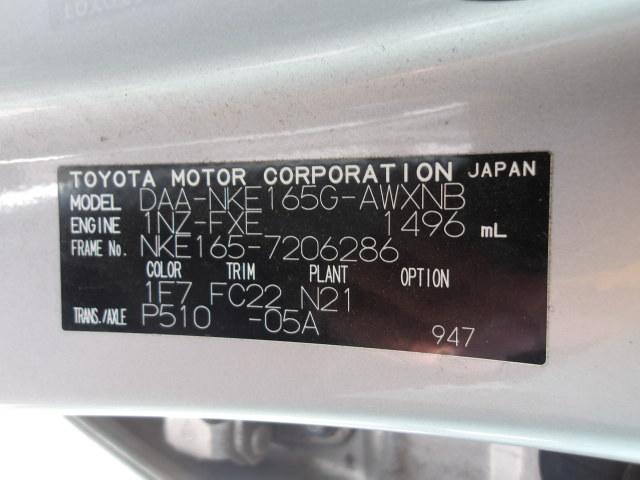 TOYOTA MOTOR CORPORATION JAPAN
MODEL DAA-NKE165G-AWXNB
ENGINE 1NZ-FXE 1496 mL
FRAME No. NKE165-7206286
COLOR TRIM PLANT OPTION
1F7 FC22 N21
TRANS./AXLE P510 -05A
947